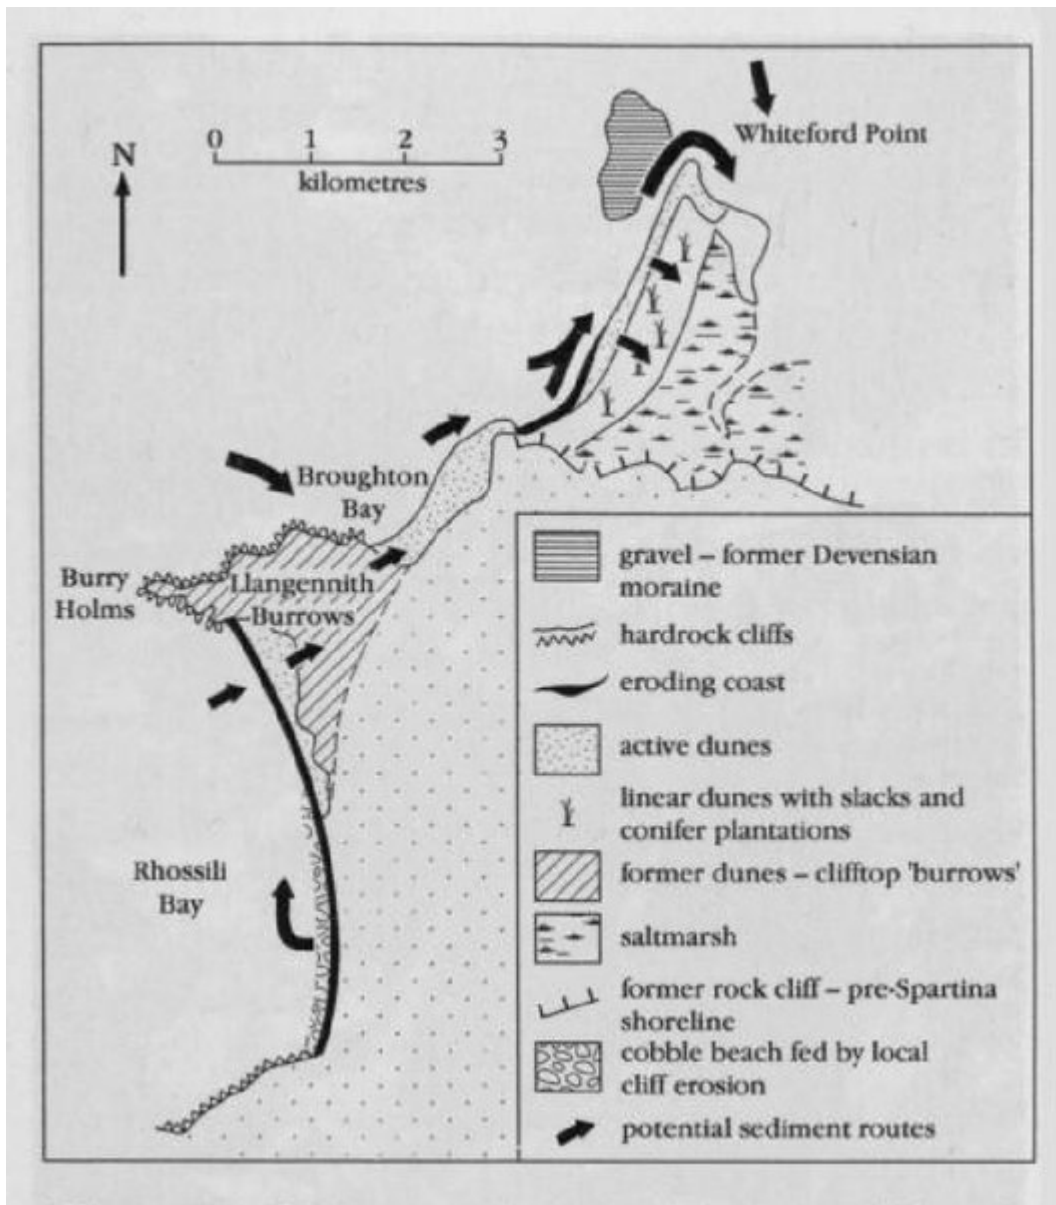 Whiteford Point
N
0 1 2 3
kilometres
Broughton
Bay
Burry
Holms
Llangennith
Burrows
Rhossili
Bay
gravel – former Devensian
moraine
hardrock cliffs
eroding coast
active dunes
linear dunes with slacks and
conifer plantations
former dunes – clifftop 'burrows'
saltmarsh
former rock cliff – pre-Spartina
shoreline
cobble beach fed by local
cliff erosion
potential sediment routes